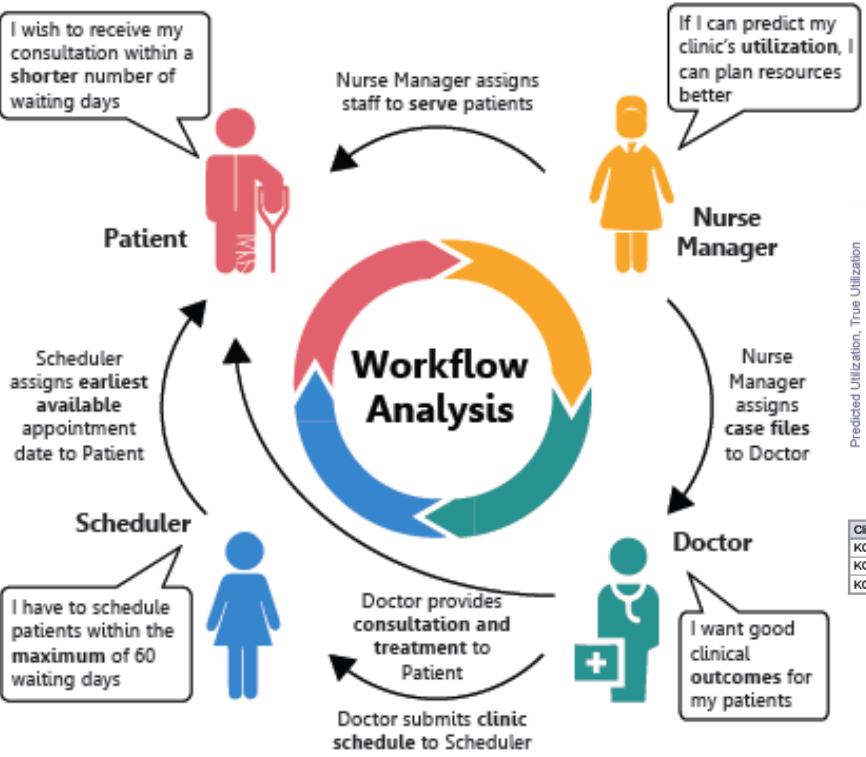 I wish to receive my
consultation within a
shorter number of
waiting days
Nurse Manager assigns
staff to serve patients
If I can predict my
clinic's utilization, I
can plan resources
better
Patient
Nurse
Manager
Scheduler
assigns earliest
available
appointment
date to Patient
Workflow
Analysis
Nurse
Manager
assigns
case files
to Doctor
Predicted Utilization, True Utilization
Scheduler
Doctor
I have to schedule
patients within the
maximum of 60
waiting days
Doctor provides
consultation and
treatment to
Patient
I want good
clinical
outcomes for
my patients
Doctor submits clinic
schedule to Scheduler